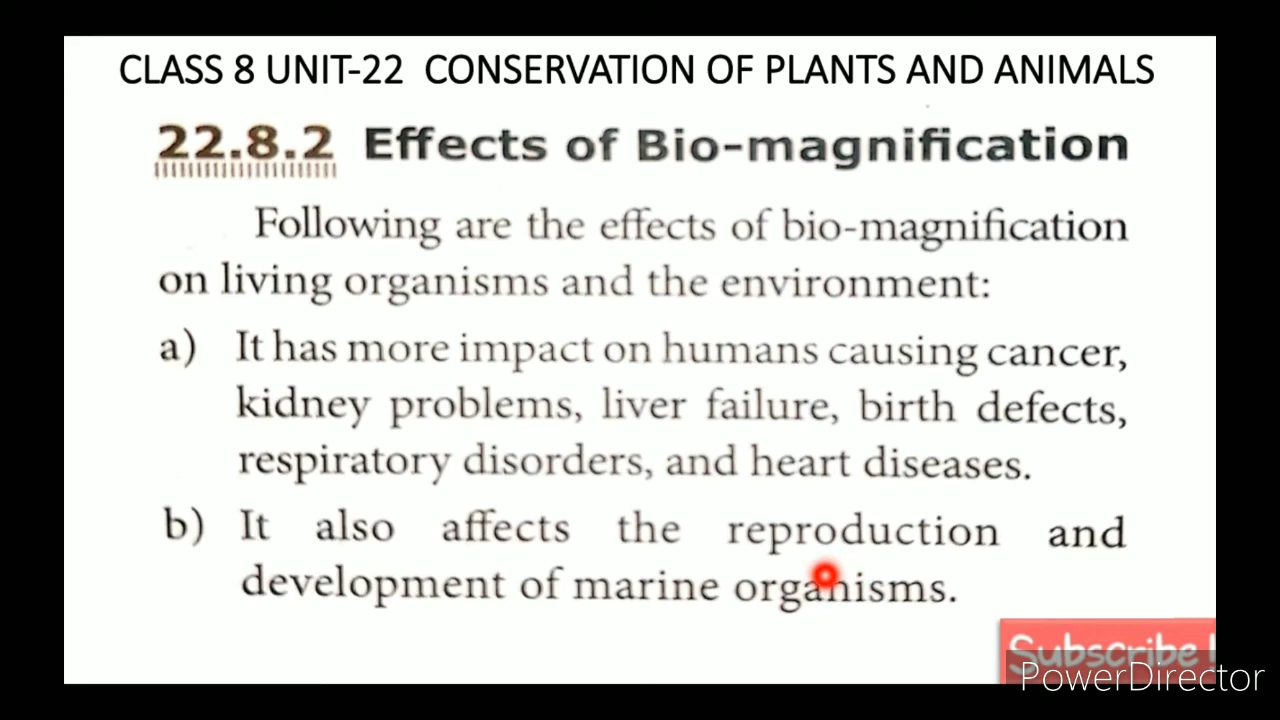 CLASS 8 UNIT-22 CONSERVATION OF PLANTS AND ANIMALS
22.8.2 Effects of Bio-magnification
Following are the effects of bio-magnification
on living organisms and the environment:
a) It has more impact on humans causing cancer,
kidney problems, liver failure, birth defects,
respiratory disorders, and heart diseases.
b) It also affects the reproduction and
development of marine organisms.
Subscribe !
PowerDirector